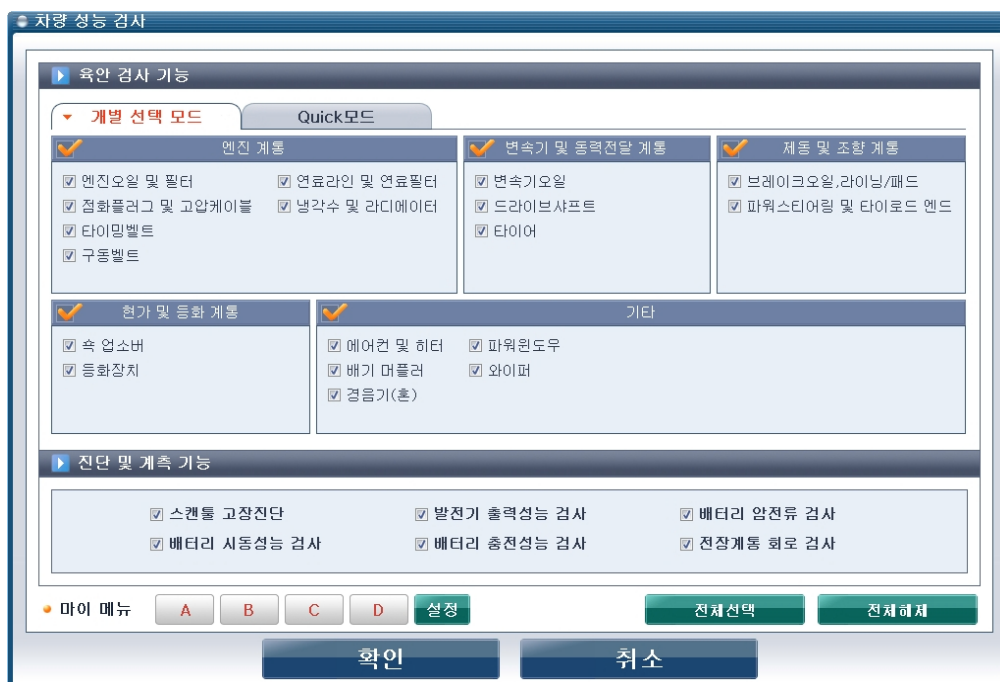 차량 성능 검사
육안 검사 기능
개별 선택 모드 Quick모드
엔진 계통 변속기 및 동력전달 계통 제동 및 조향 계통
엔진오일 및 필터 연료라인 및 연료필터 변속기오일 브레이크오일,라이닝/패드
점화플러그 및 고압케이블 냉각수 및 라디에이터 드라이브샤프트 파워스티어링 및 타이로드 엔드
타이밍벨트 타이어
구동벨트
현가 및 등화 계통 기타
쇽 업소버 에어컨 및 히터 파워윈도우
등화장치 배기 머플러 와이퍼
경음기(혼)
진단 및 계측 기능
스캔툴 고장진단 발전기 출력성능 검사 배터리 암전류 검사
배터리 시동성능 검사 배터리 충전성능 검사 전장계통 회로 검사
마이 메뉴 A B C D 설정 전체선택 전체해제
확인 취소